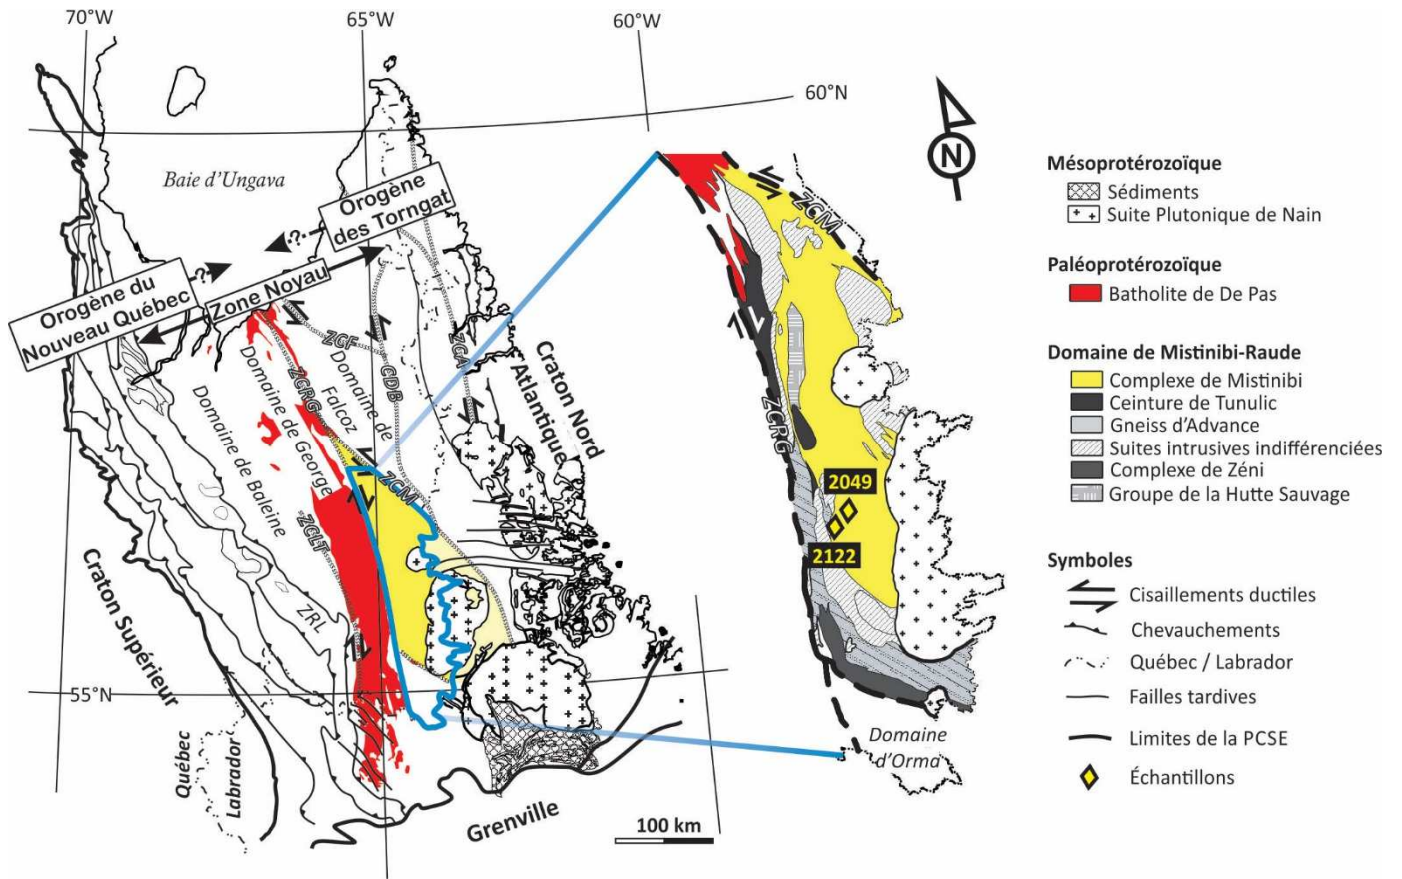 70°W
65°W
60°W
60°N
Baie d'Ungava
Orogène
des Torngat
?
Orogène du
Nouveau Québec
?
Zone Noyau
ZGF
ZCRG
CDB
ZCA
Domaine de
Falcoz
Domaine de George
Domaine de Baleine
ZCLT
ZCM
ZRL
Craton Nord
Atlantique
Craton Supérieur
55°N
Québec
Labrador
Grenville
100 km
ZCM
ZCRG
2049
2122
Domaine
d'Orma
N
Mésoprotérozoïque
Sédiments
Suite Plutonique de Nain
Paléoprotérozoïque
Batholite de De Pas
Domaine de Mistinibi-Raude
Complexe de Mistinibi
Ceinture de Tunulic
Gneiss d'Advance
Suites intrusives indifférenciées
Complexe de Zéni
Groupe de la Hutte Sauvage
Symboles
Cisaillements ductiles
Chevauchements
Québec / Labrador
Failles tardives
Limites de la PCSE
Échantillons